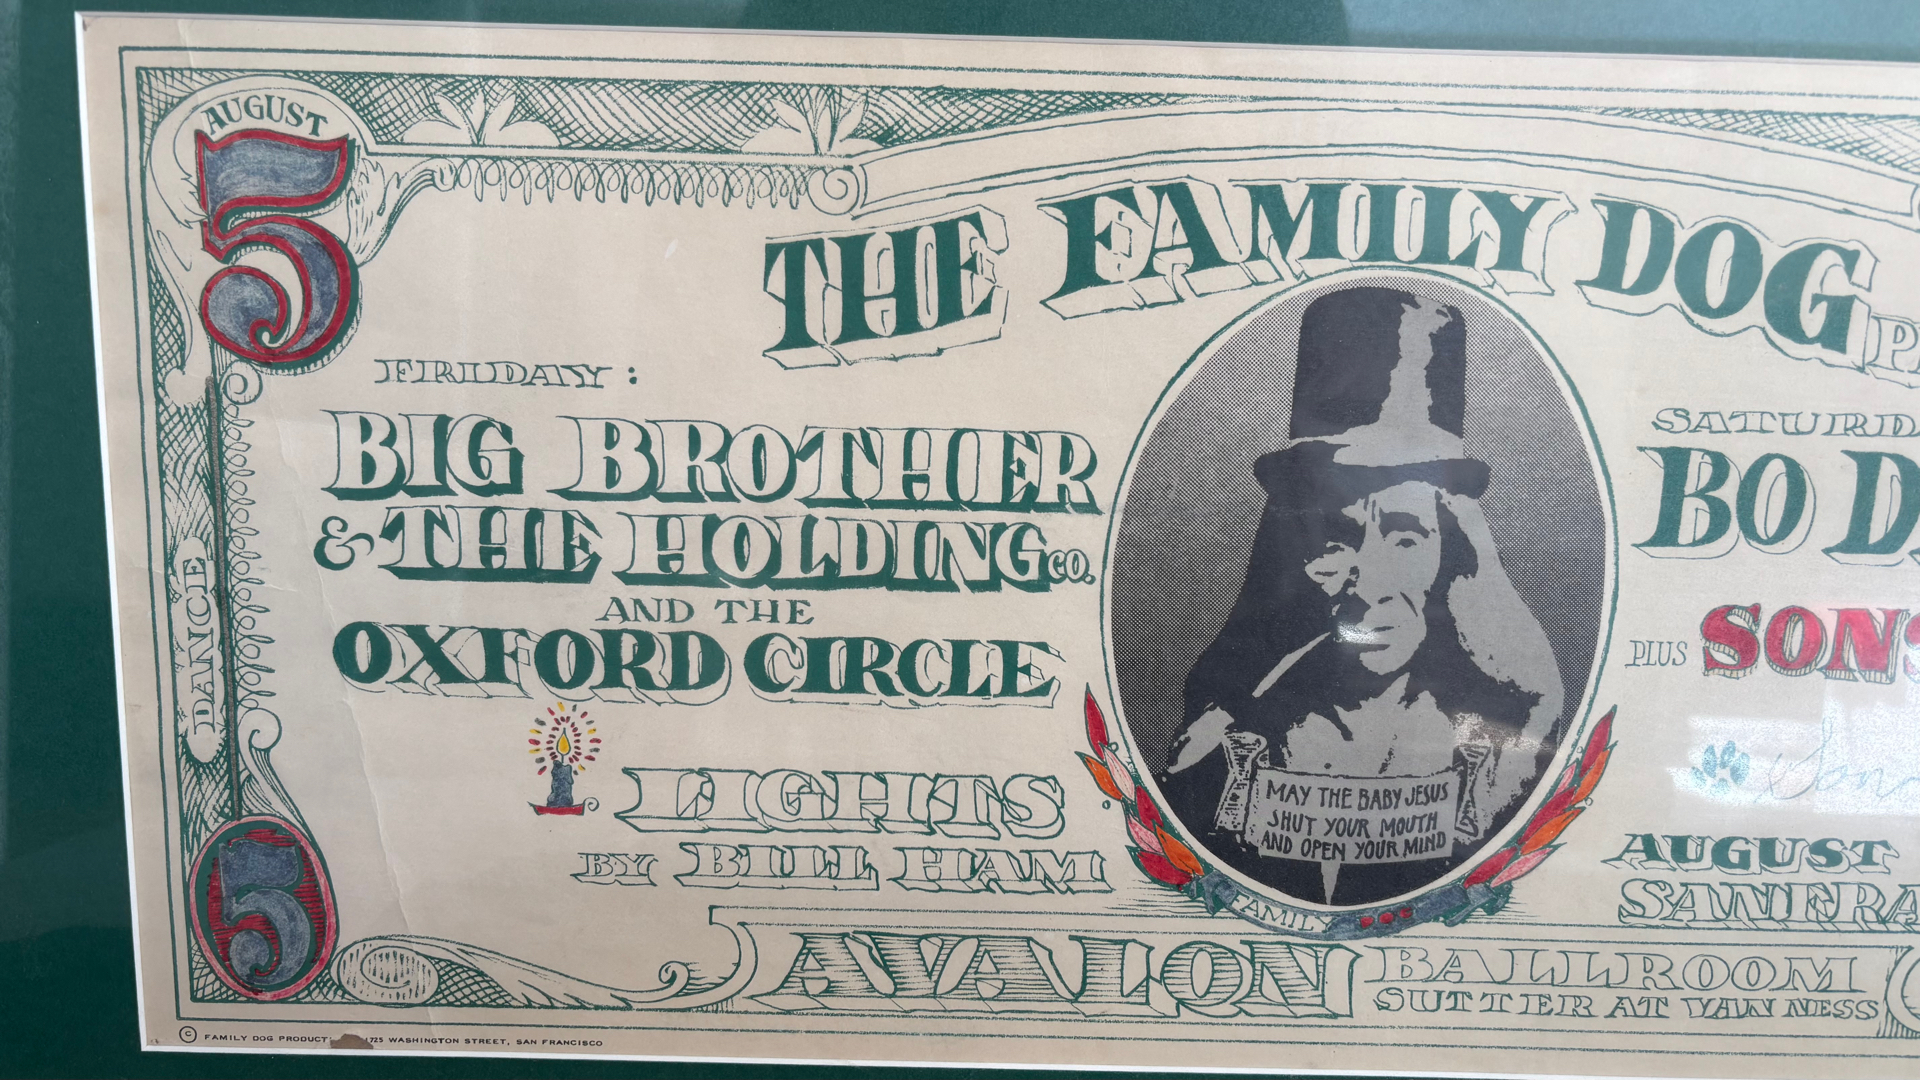 AUGUST
5
THE FAMILY DOG
FRIDAY:
BIG BROTHER
& THE HOLDING CO.
AND THE
OXFORD CIRCLE
LIGHTS
BY BILL HAM
DANCE
5
MAY THE BABY JESUS
SHUT YOUR MOUTH
AND OPEN YOUR MIND
FAMILY
SATURD
BO D
PLUS SONS
AUGUST
SANFRA
AVALON BALLROOM
SUTTER AT VAN NESS
© FAMILY DOG PRODUCT 1725 WASHINGTON STREET, SAN FRANCISCO